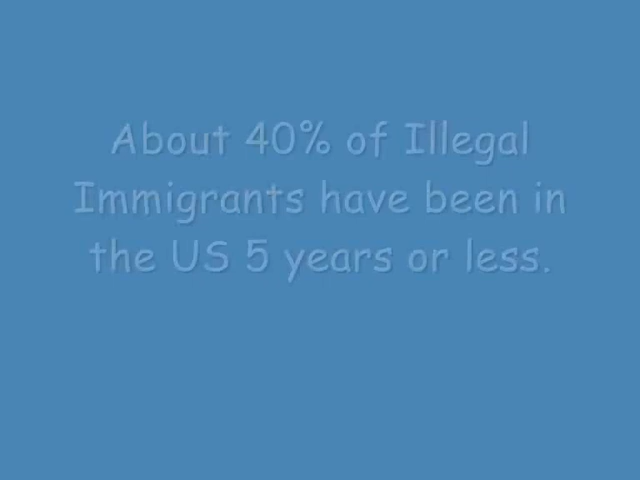 About 40% of Illegal
Immigrants have been in
the US 5 years or less.